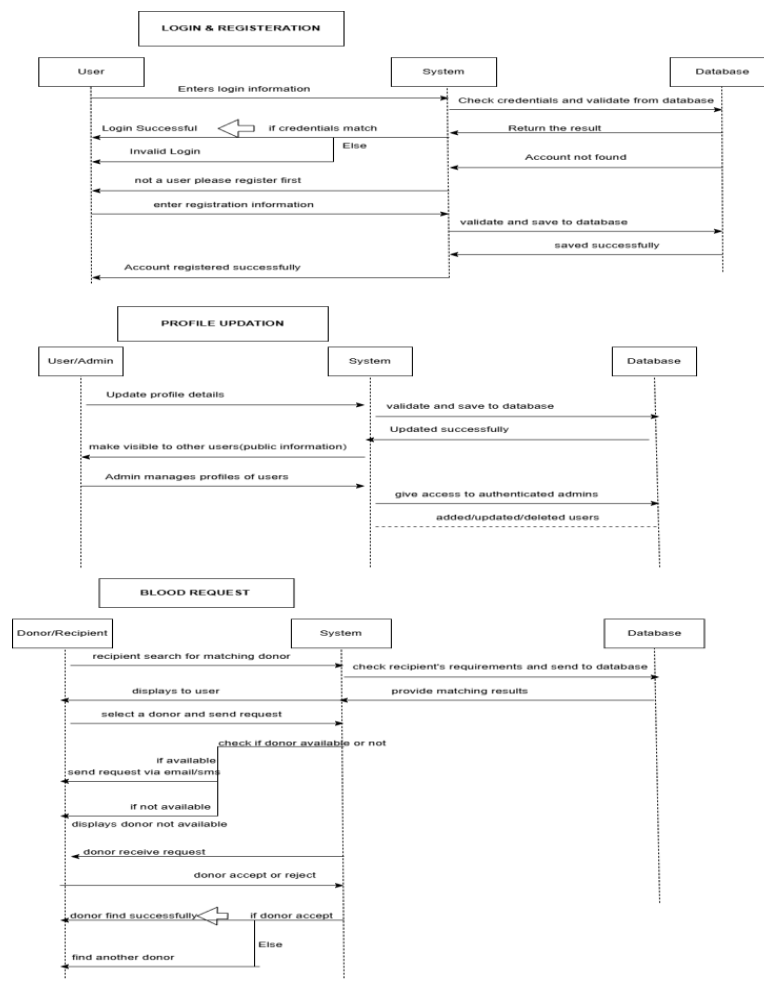 LOGIN & REGISTERATION
User
System
Database
Enters login information
Check credentials and validate from database
Login Successful
if credentials match
Return the result
Else
Invalid Login
Account not found
not a user please register first
enter registration information
validate and save to database
saved successfully
Account registered successfully
PROFILE UPDATION
User/Admin
System
Database
Update profile details
validate and save to database
Updated successfully
make visible to other users(public information)
Admin manages profiles of users
give access to authenticated admins
added/updated/deleted users
BLOOD REQUEST
Donor/Recipient
System
Database
recipient search for matching donor
check recipient's requirements and send to database
displays to user
provide matching results
select a donor and send request
check if donor available or not
if available
send request via email/sms
if not available
displays donor not available
donor receive request
donor accept or reject
donor find successfully
if donor accept
Else
find another donor